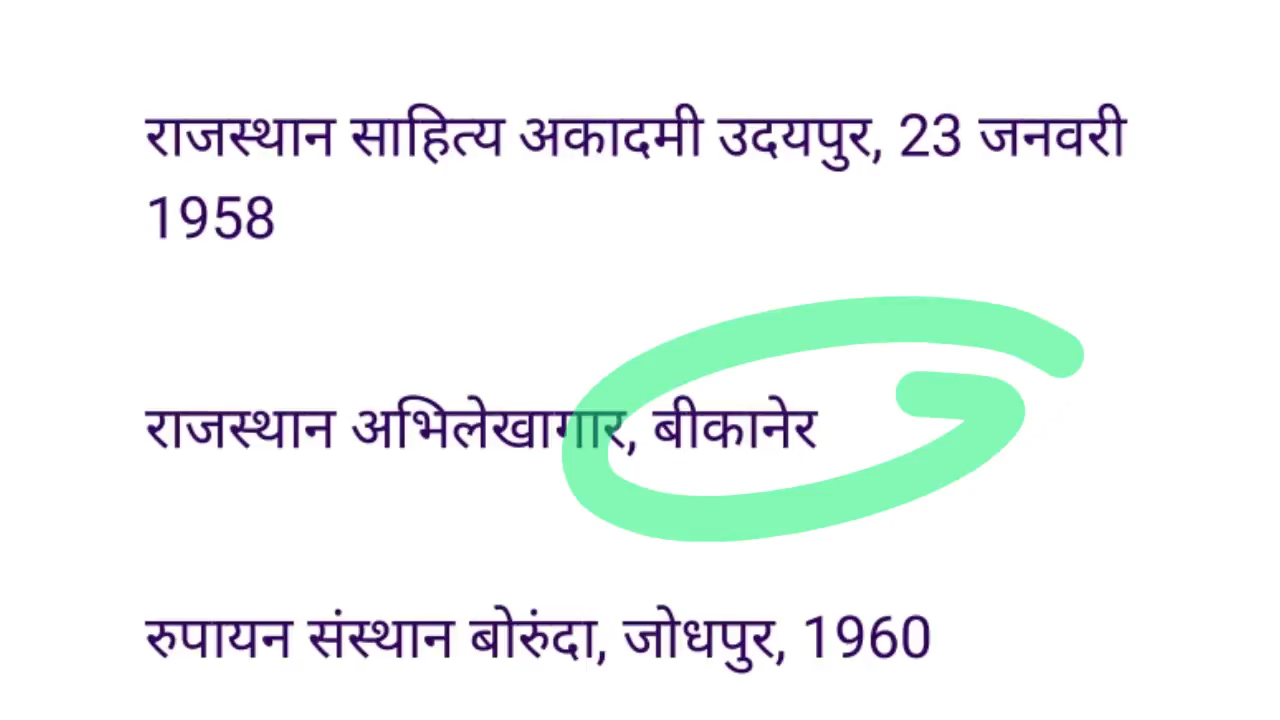 राजस्थान साहित्य अकादमी उदयपुर, 23 जनवरी
1958
राजस्थान अभिलेखागार, बीकानेर
रुपायन संस्थान बोरुंदा, जोधपुर, 1960